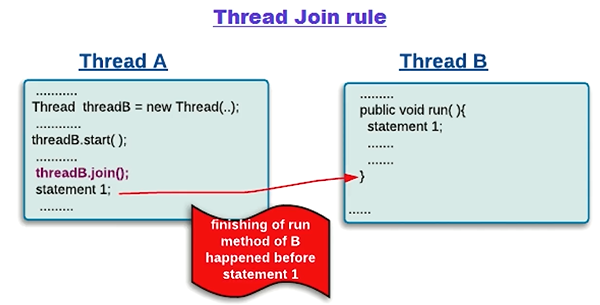 Thread Join rule
Thread A
...........
Thread  threadB = new Thread(..);
............
threadB.start( );
...........
threadB.join();
statement 1;
.........
Thread B
.........
public void run( ){
statement 1;
.......
.......
}
......
finishing of run
method of B
happened before
statement 1